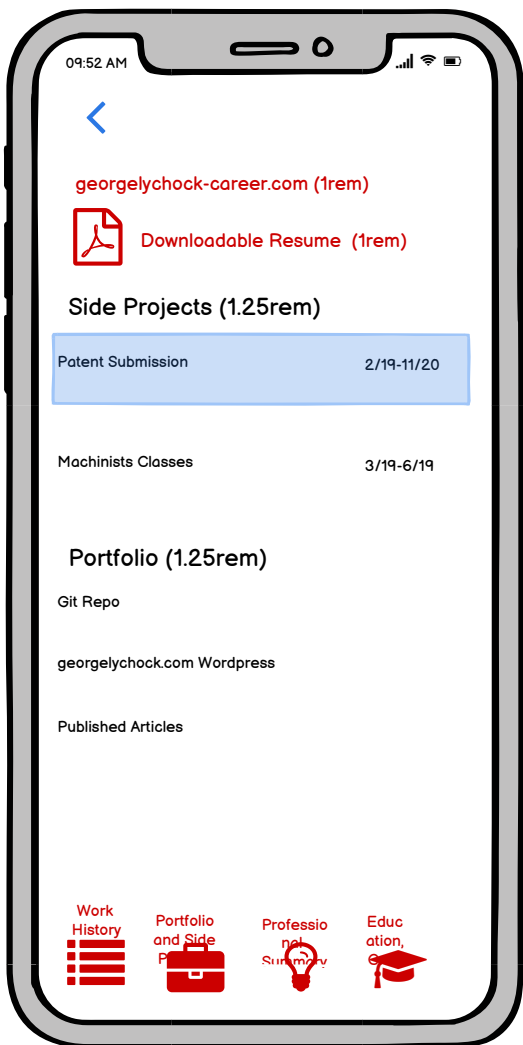 09:52 AM
georgelychock-career.com (1rem)
Downloadable Resume (1rem)
Side Projects (1.25rem)
Patent Submission 2/19-11/20
Machinists Classes 3/19-6/19
Portfolio (1.25rem)
Git Repo
georgelychock.com Wordpress
Published Articles
Work
History
Portfolio
and Side
Professio
nal
Summary
Educ
ation,